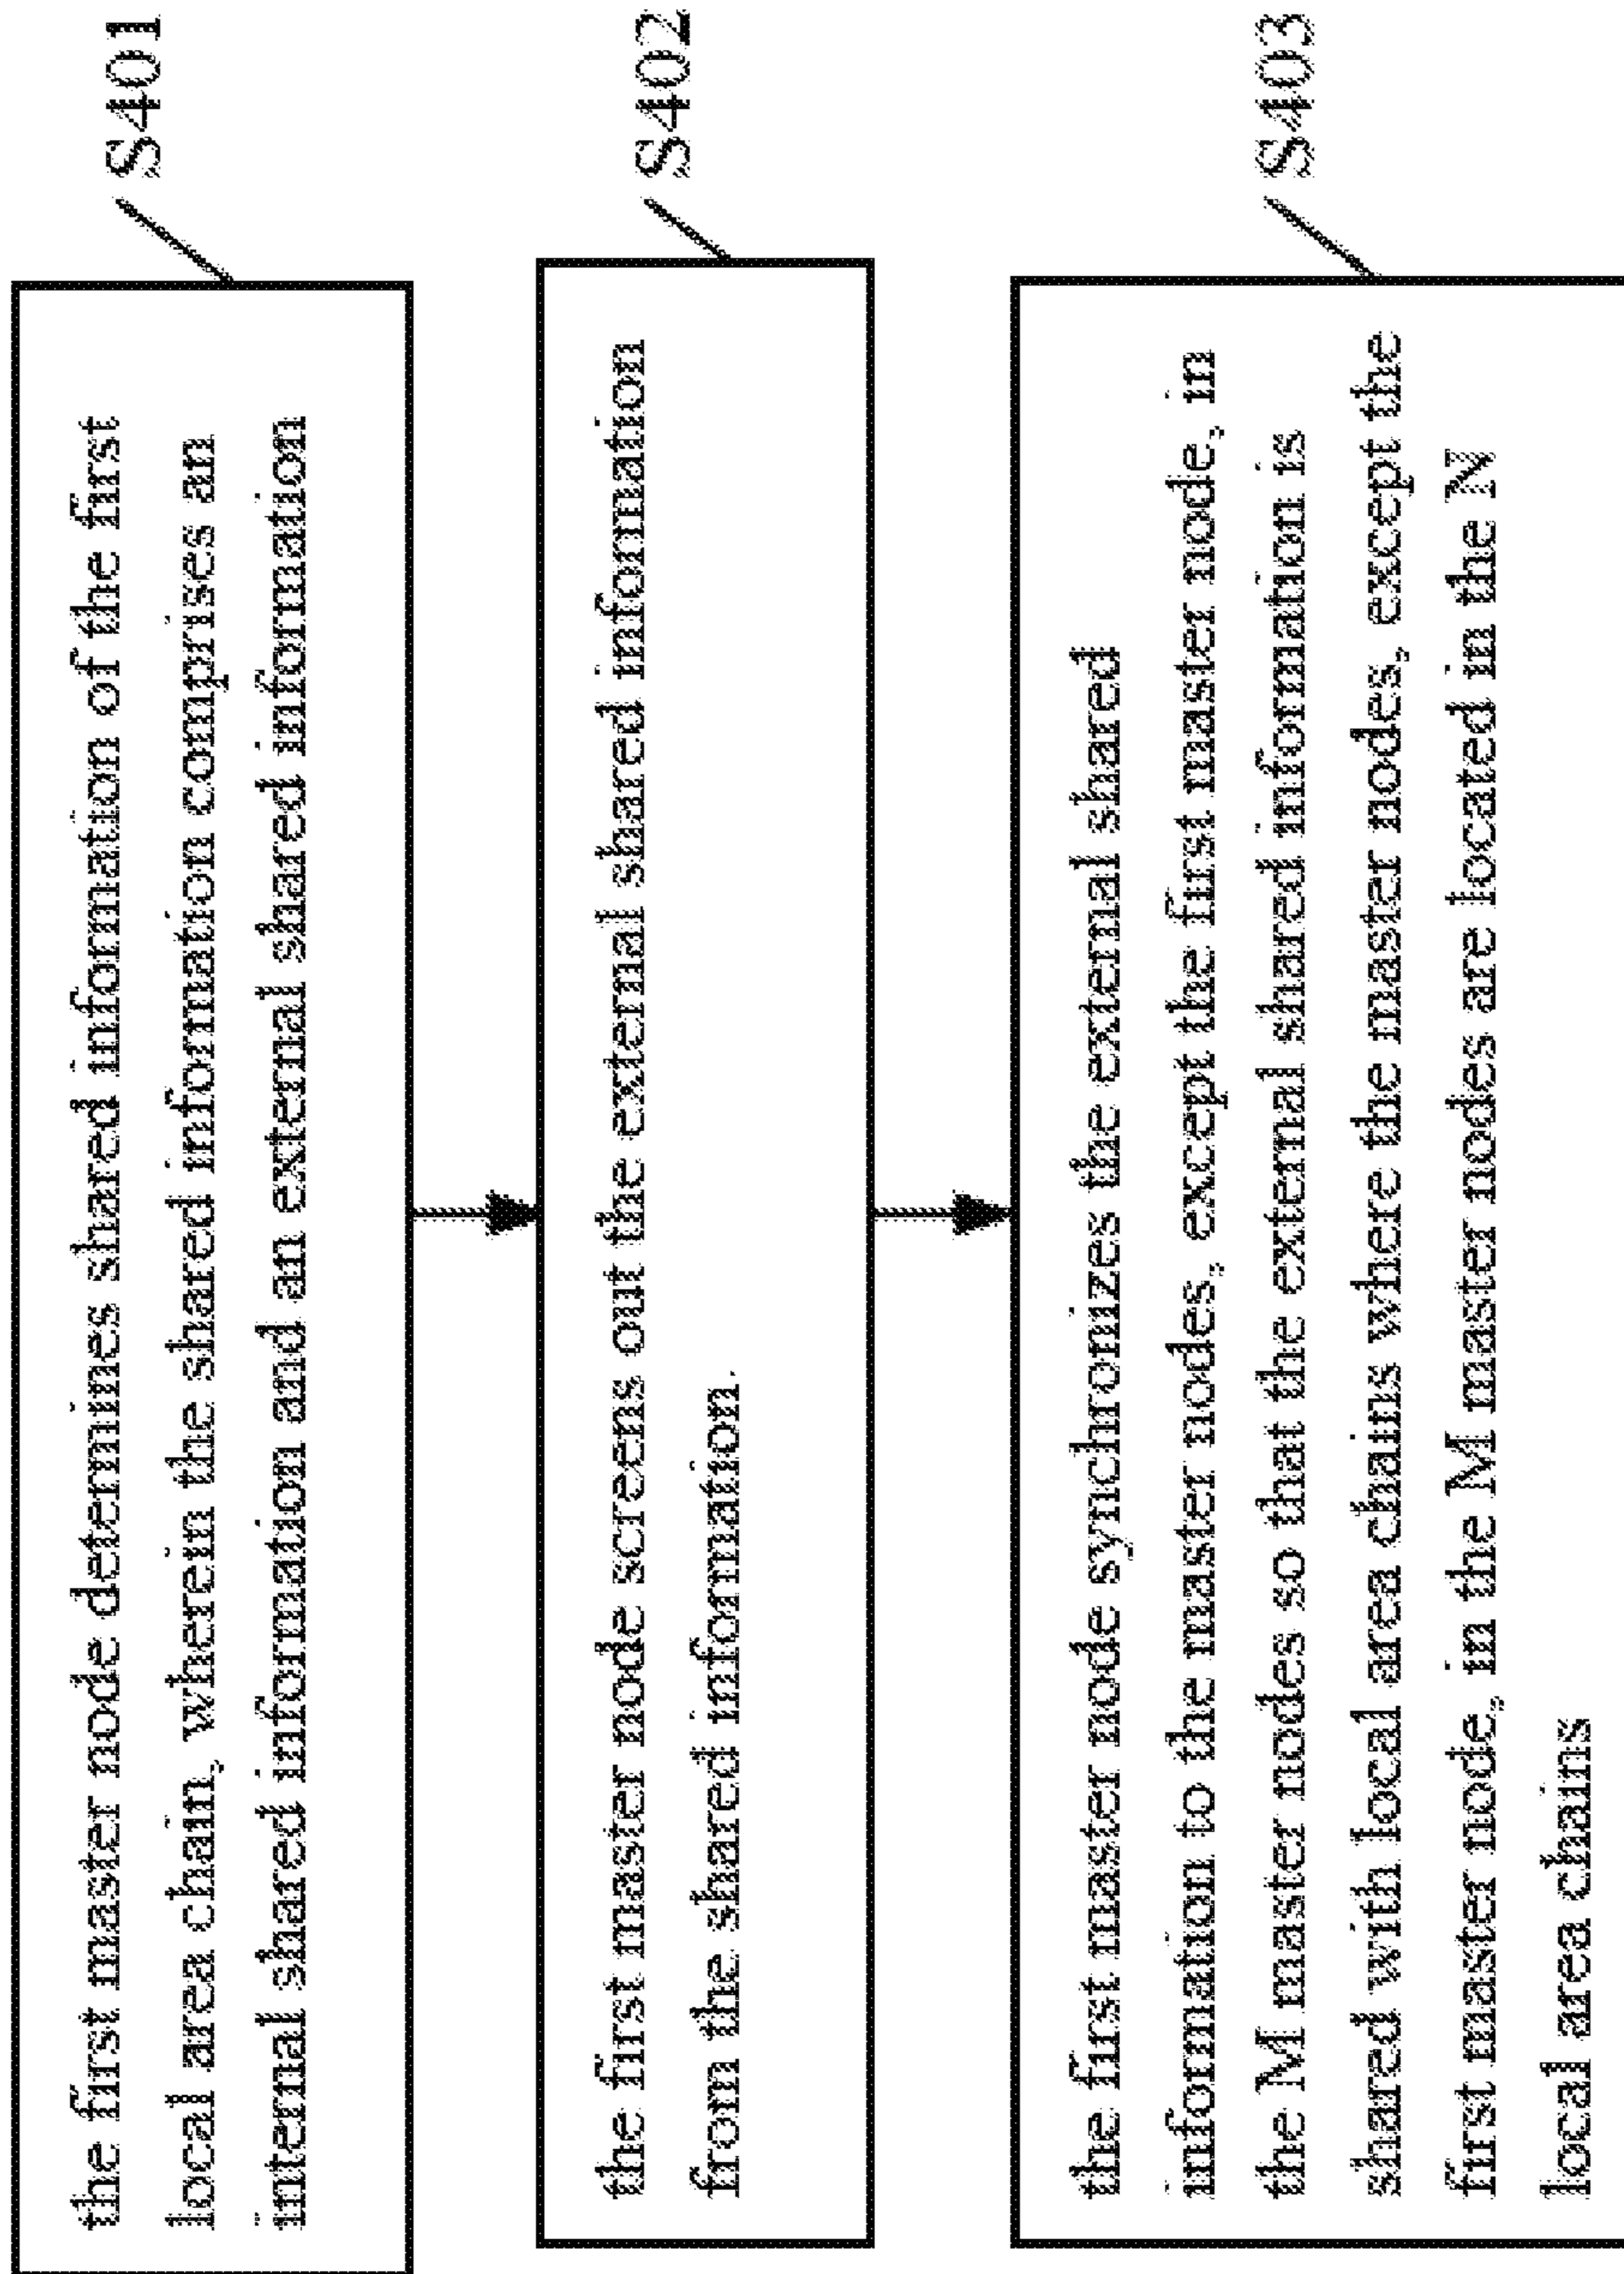 the first master node determines shared information of the first
local area chain, wherein the shared information comprises an
internal shared information and an external shared information
S401
the first master node screens out the external shared information
from the shared information.
S402
the first master node synchronizes the external shared
information to the master nodes, except the first master node, in
the M master nodes so that the external shared information is
shared with local area chains where the master nodes, except the
first master node, in the M master nodes are located in the N
local area chains
S403